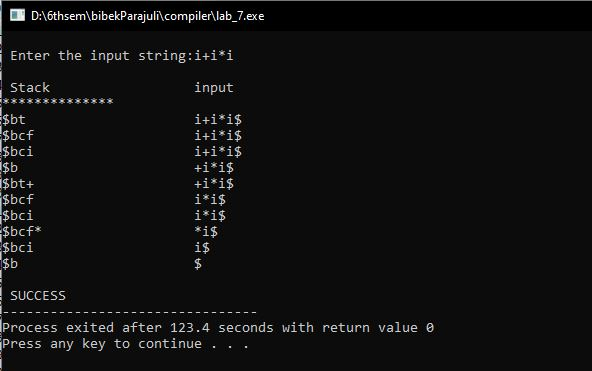 D:\6thsem\bibekParajuli\compiler\lab_7.exe
Enter the input string:i+i*i
Stack input
**************
$bt i+i*i$
$bcf i+i*i$
$bci i+i*i$
$b +i*i$
$bt+ +i*i$
$bcf i*i$
$bci i*i$
$bcf* *i$
$bci i$
$b $
SUCCESS
--------------------------------
Process exited after 123.4 seconds with return value 0
Press any key to continue . . .